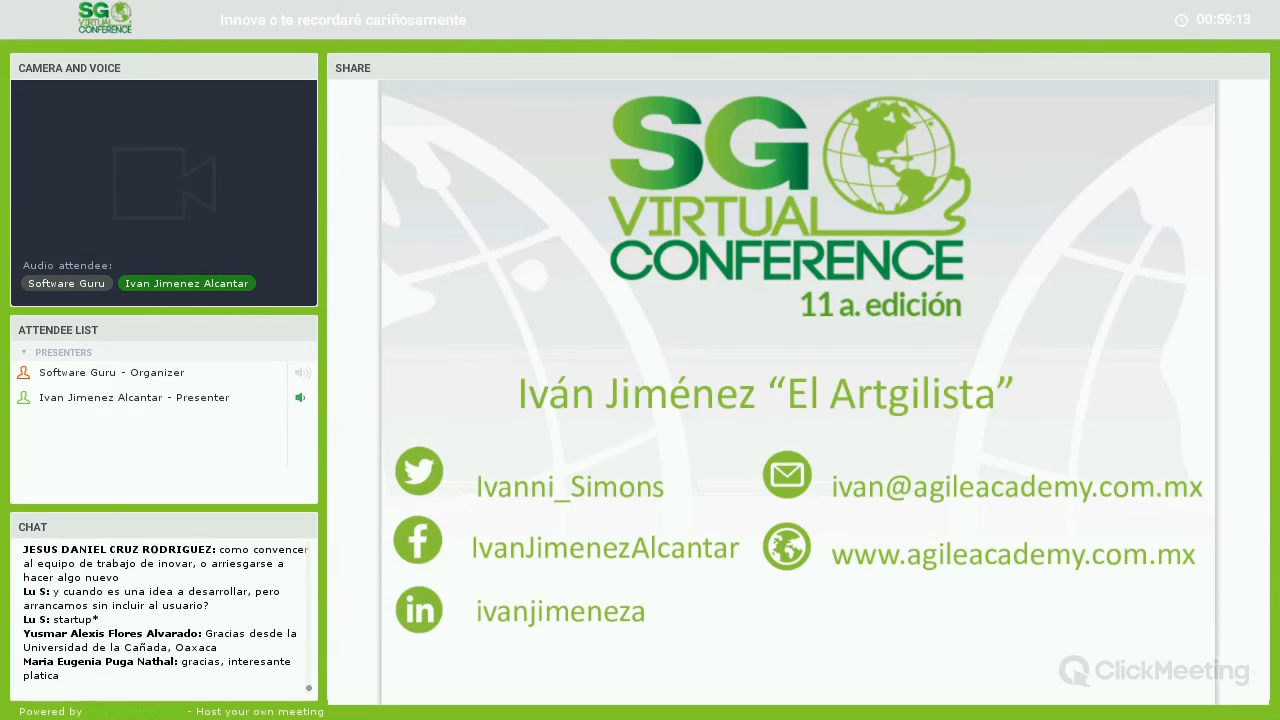 SG
VIRTUAL
CONFERENCE
Innova o te recordaré cariñosamente
00:59:13
CAMERA AND VOICE
Audio attendee:
Software Guru
Ivan Jimenez Alcantar
ATTENDEE LIST
PRESENTERS
Software Guru - Organizer
Ivan Jimenez Alcantar - Presenter
CHAT
JESUS DANIEL CRUZ RODRIGUEZ: como convencer
al equipo de trabajo de inovar, o arriesgarse a
hacer algo nuevo
Lu S: y cuando es una idea a desarrollar, pero
arrancamos sin incluir al usuario?
Lu S: startup*
Yusmar Alexis Flores Alvarado: Gracias desde la
Universidad de la Cañada, Oaxaca
Maria Eugenia Puga Nathal: gracias, interesante
platica
Powered by
- Host your own meeting
SHARE
SG
VIRTUAL
CONFERENCE
11 a. edición
Iván Jiménez “El Artgilista”
Ivanni_Simons
ivan@agileacademy.com.mx
IvanJimenezAlcantar
www.agileacademy.com.mx
in
ivanjimeneza
ClickMeeting